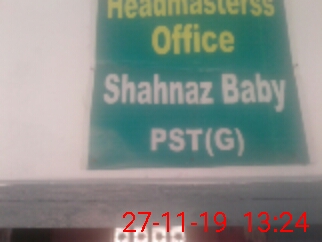 Headmasterss
Office
Shahnaz Baby
PST(G)
27-11-19 13:24